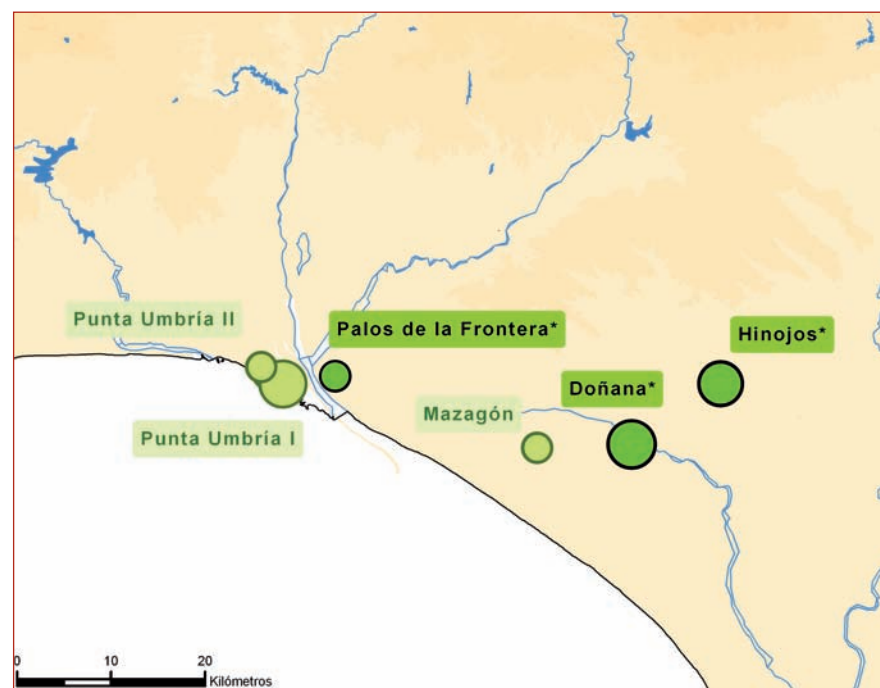 Punta Umbría II
Palos de la Frontera*
Hinojos*
Doñana*
Mazagón
Punta Umbría I
0 10 20
Kilómetros